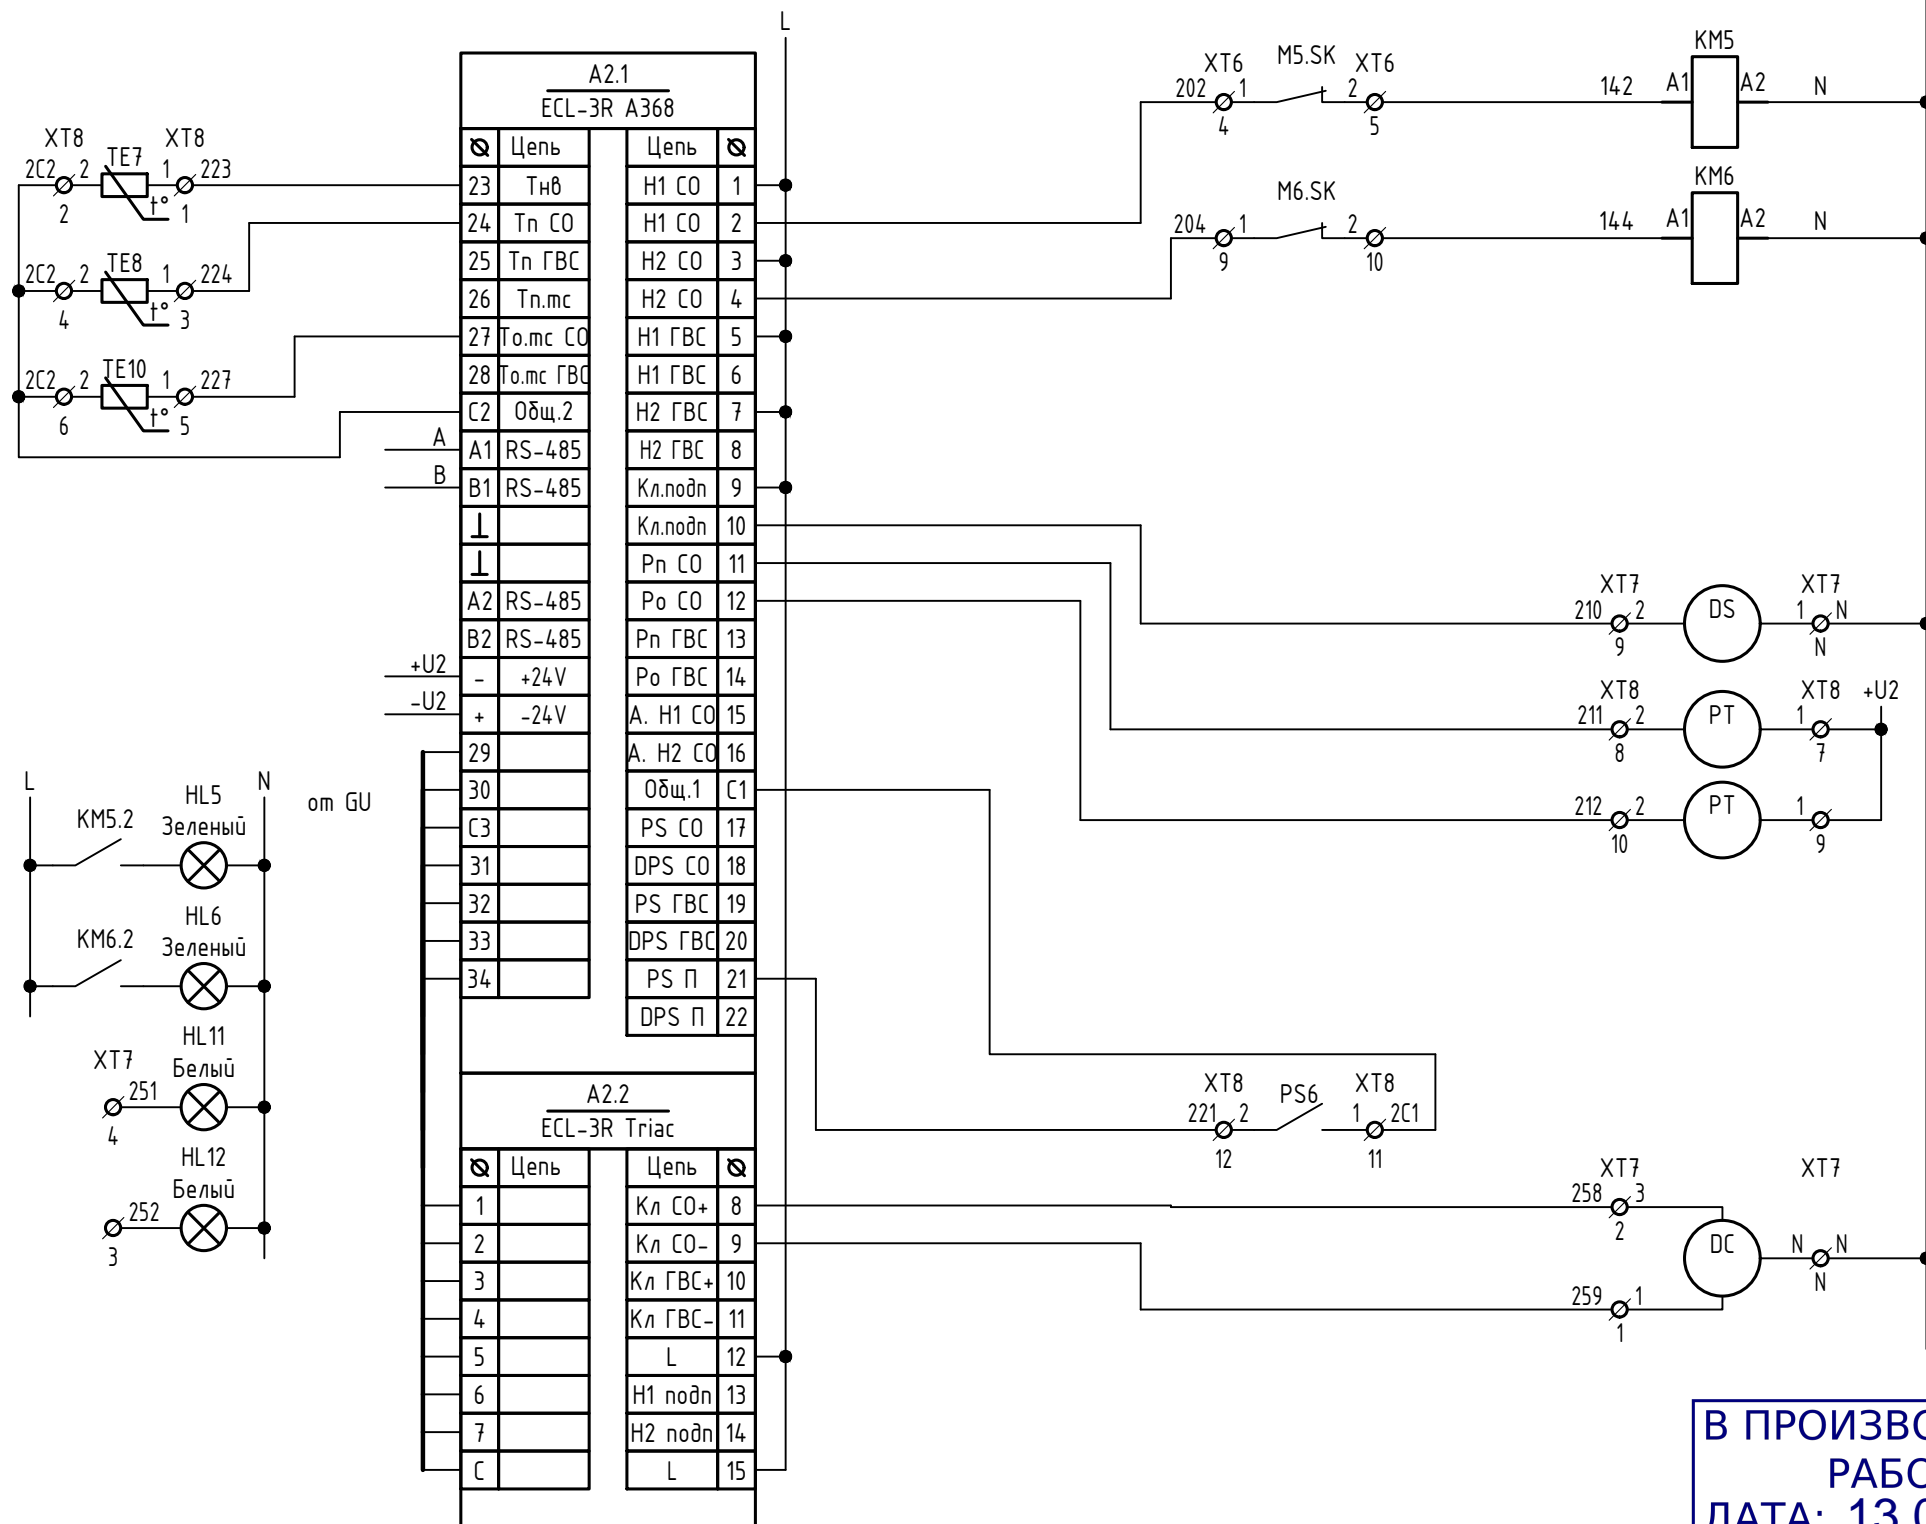 L
A2.1
ECL-3R A368
Ø Цепь Цепь Ø
23 Тнв Н1 СО 1
24 Тп СО Н1 СО 2
25 Тп ГВС Н2 СО 3
26 Тп.тс Н2 СО 4
27 То.тс СО Н1 ГВС 5
28 То.тс ГВС Н1 ГВС 6
C2 Общ.2 Н2 ГВС 7
A1 RS-485 Н2 ГВС 8
B1 RS-485 Кл.подп 9
⊥ Кл.подп 10
⊥ Рп СО 11
A2 RS-485 Ро СО 12
B2 RS-485 Рп ГВС 13
- +24V Ро ГВС 14
+ -24V А. Н1 СО 15
29 А. Н2 СО 16
30 Общ.1 C1
C3 PS СО 17
31 DPS СО 18
32 PS ГВС 19
33 DPS ГВС 20
34 PS П 21
DPS П 22
A2.2
ECL-3R Triac
Ø Цепь Цепь Ø
1 Кл СО+ 8
2 Кл СО- 9
3 Кл ГВС+ 10
4 Кл ГВС- 11
5 L 12
6 Н1 подп 13
7 Н2 подп 14
C L 15
XT8 TE7 XT8
2C2 2 1 223
2 t° 1
TE8
2C2 2 1 224
4 t° 3
TE10
2C2 2 1 227
6 t° 5
A
B
+U2
-U2
L N
от GU
KM5.2 HL5
Зеленый
KM6.2 HL6
Зеленый
HL11
Белый
XT7
251
4
HL12
Белый
252
3
XT6 M5.SK XT6 KM5
202 1 2 142 A1 A2 N
4 5
M6.SK KM6
204 1 2 144 A1 A2 N
9 10
XT7 XT7
210 2 DS 1 N
9 N
XT8 XT8 +U2
211 2 PT 1
8 7
212 2 PT 1
10 9
XT8 PS6 XT8
221 2 1 2C1
12 11
XT7 XT7
258 3
2
DC N N
N
259 1
1
В ПРОИЗВО
РАБО
ДАТА: 13.0